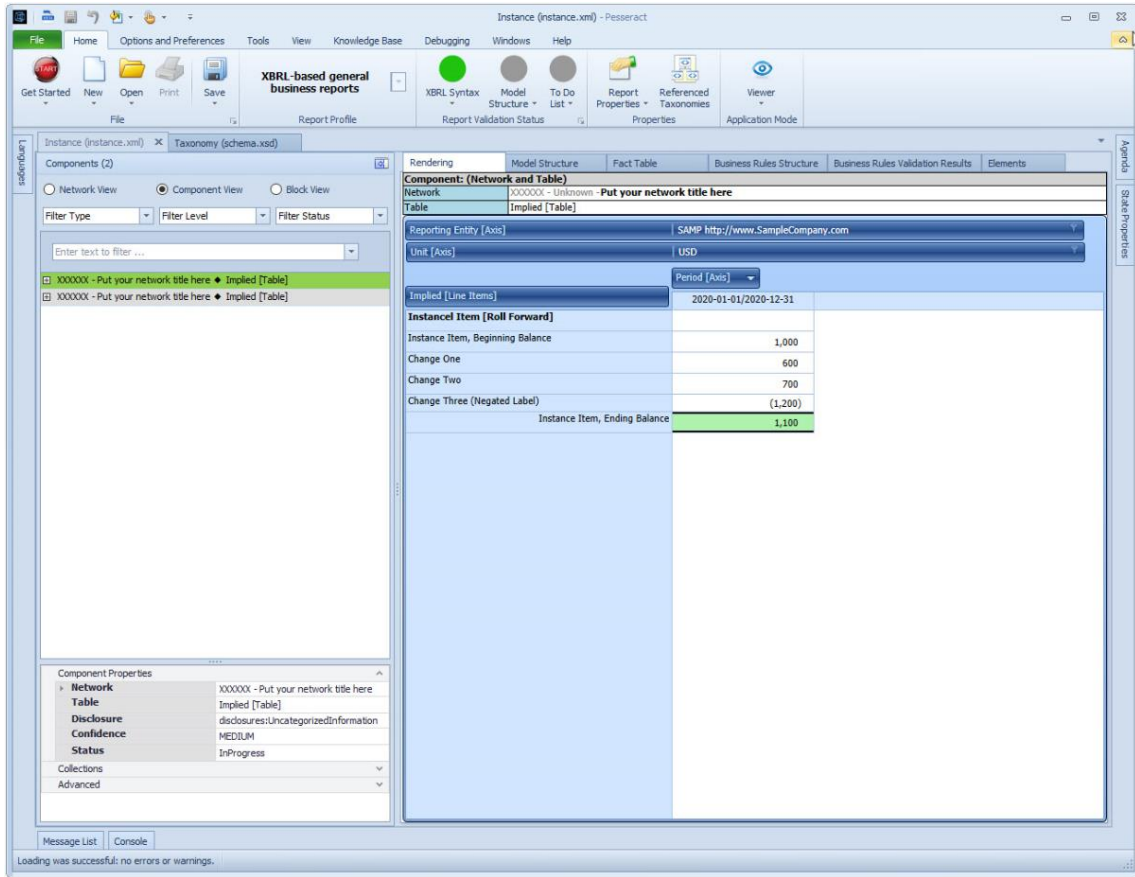 Instance (instance.xml) - Pesseract
File Home Options and Preferences Tools View Knowledge Base Debugging Windows Help
START
Get Started New Open Print Save
File
XBRL-based general business reports
Report Profile
XBRL Syntax Model Structure To Do List
Report Validation Status
Report Properties Referenced Taxonomies
Properties
Viewer
Application Mode
Languages
Instance (instance.xml) X Taxonomy (schema.xsd)
Agenda
State Properties
Components (2)
Network View Component View Block View
Filter Type Filter Level Filter Status
Enter text to filter ...
XXXXXX - Put your network title here ◆ Implied [Table]
XXXXXX - Put your network title here ◆ Implied [Table]
Component Properties
Network XXXXXX - Put your network title here
Table Implied [Table]
Disclosure disclosures:UncategorizedInformation
Confidence MEDIUM
Status InProgress
Collections
Advanced
Rendering Model Structure Fact Table Business Rules Structure Business Rules Validation Results Elements
Component: (Network and Table)
Network XXXXXX - Unknown - Put your network title here
Table Implied [Table]
Reporting Entity [Axis] SAMP http://www.SampleCompany.com
Unit [Axis] USD
Period [Axis]
Implied [Line Items] 2020-01-01/2020-12-31
Instancel Item [Roll Forward]
Instance Item, Beginning Balance 1,000
Change One 600
Change Two 700
Change Three (Negated Label) (1,200)
Instance Item, Ending Balance 1,100
Message List Console
Loading was successful: no errors or warnings.